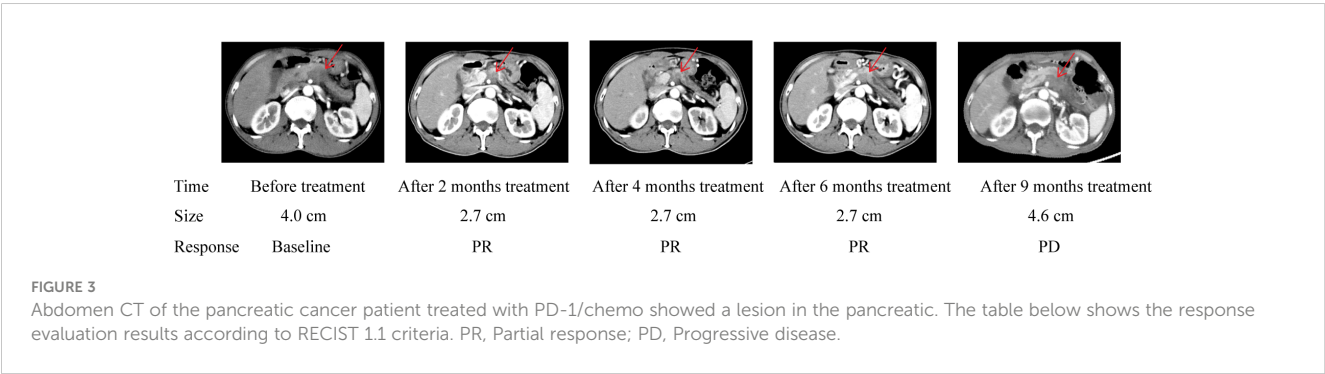 Time Before treatment After 2 months treatment After 4 months treatment After 6 months treatment After 9 months treatment
Size 4.0 cm 2.7 cm 2.7 cm 2.7 cm 4.6 cm
Response Baseline PR PR PR PD
FIGURE 3
Abdomen CT of the pancreatic cancer patient treated with PD-1/chemo showed a lesion in the pancreatic. The table below shows the response
evaluation results according to RECIST 1.1 criteria. PR, Partial response; PD, Progressive disease.